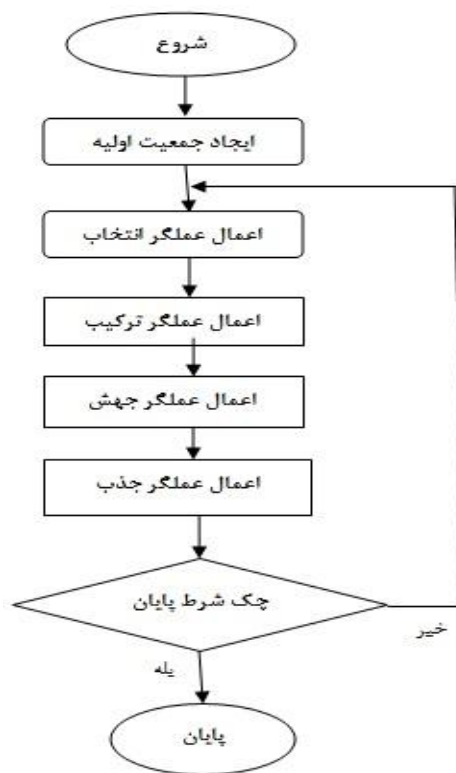 شروع
ایجاد جمعیت اولیه
اعمال عملگر انتخاب
اعمال عملگر ترکیب
اعمال عملگر جهش
اعمال عملگر جذب
چک شرط پایان
خیر
یله
پایان